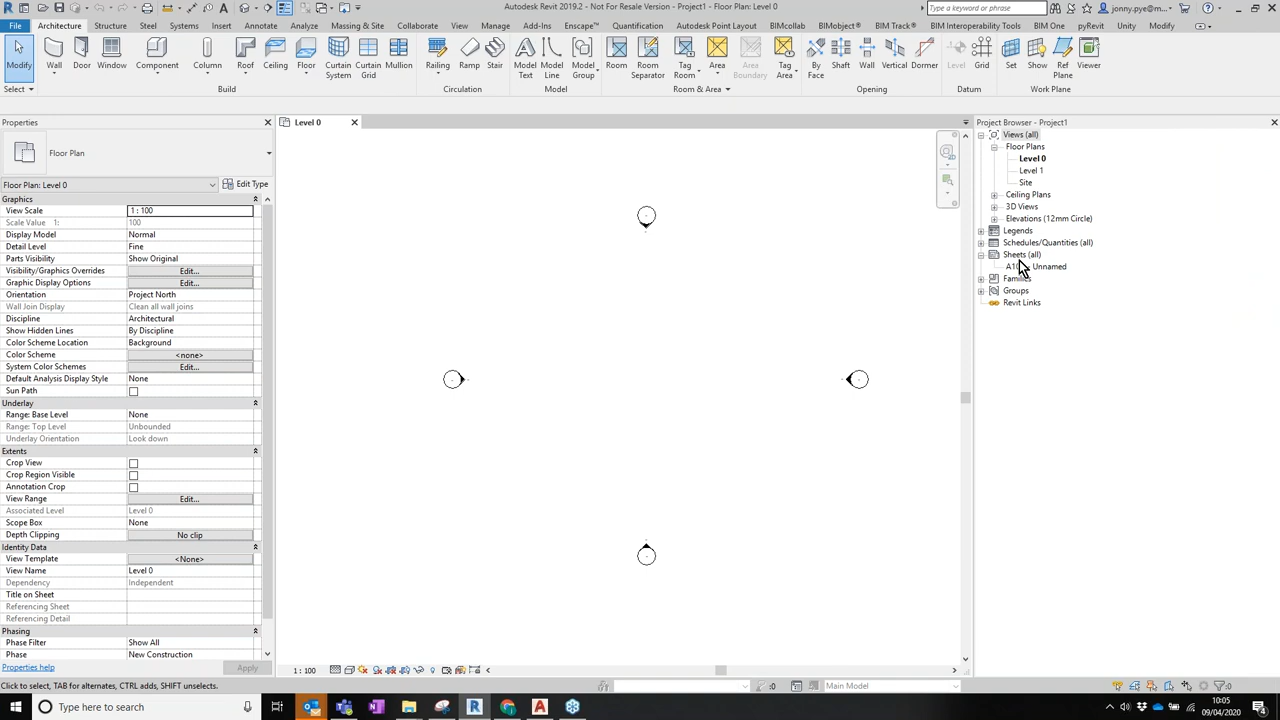 Autodesk Revit 2019.2 - Not For Resale Version - Project1 - Floor Plan: Level 0
Type a keyword or phrase
jonny.pye@m...
File Architecture Structure Steel Systems Insert Annotate Analyze Massing & Site Collaborate View Manage Add-Ins Enscape™ Quantification Autodesk Point Layout BIMcollab BIMobject® BIM Track® BIM Interoperability Tools BIM One pyRevit Unity Modify
Modify Wall Door Window Component Column Roof Ceiling Floor Curtain System Curtain Grid Mullion Railing Ramp Stair Model Text Model Line Model Group Room Room Separator Tag Room Area Area Boundary Tag Area By Face Shaft Wall Vertical Dormer Level Grid Set Show Ref Plane Viewer
Select Build Circulation Model Room & Area Opening Datum Work Plane
Properties
Floor Plan
Floor Plan: Level 0 Edit Type
Graphics
View Scale 1 : 100
Scale Value 1: 100
Display Model Normal
Detail Level Fine
Parts Visibility Show Original
Visibility/Graphics Overrides Edit...
Graphic Display Options Edit...
Orientation Project North
Wall Join Display Clean all wall joins
Discipline Architectural
Show Hidden Lines By Discipline
Color Scheme Location Background
Color Scheme <none>
System Color Schemes Edit...
Default Analysis Display Style None
Sun Path
Underlay
Range: Base Level None
Range: Top Level Unbounded
Underlay Orientation Look down
Extents
Crop View
Crop Region Visible
Annotation Crop
View Range Edit...
Associated Level Level 0
Scope Box None
Depth Clipping No clip
Identity Data
View Template <None>
View Name Level 0
Dependency Independent
Title on Sheet
Referencing Sheet
Referencing Detail
Phasing
Phase Filter Show All
Phase New Construction
Properties help Apply
Level 0
1 : 100
Project Browser - Project1
Views (all)
Floor Plans
Level 0
Level 1
Site
Ceiling Plans
3D Views
Elevations (12mm Circle)
Legends
Schedules/Quantities (all)
Sheets (all)
Unnamed
Groups
Revit Links
Click to select, TAB for alternates, CTRL adds, SHIFT unselects.
:0 Main Model :0
Type here to search
10:05
09/04/2020